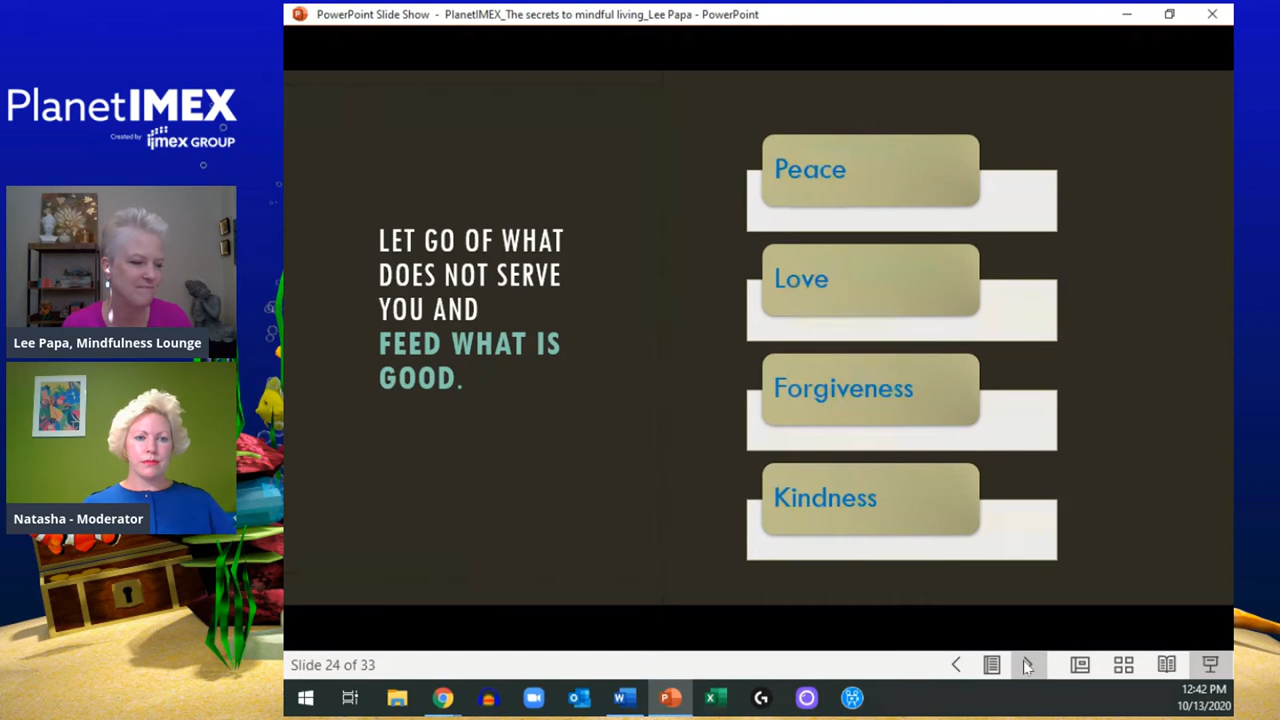 PowerPoint Slide Show - PlanetIMEX_The secrets to mindful living_Lee Papa - PowerPoint
PlanetIMEX
Created by imex GROUP
Lee Papa, Mindfulness Lounge
Natasha - Moderator
LET GO OF WHAT
DOES NOT SERVE
YOU AND
FEED WHAT IS
GOOD.
Peace
Love
Forgiveness
Kindness
Slide 24 of 33
12:42 PM
10/13/2020